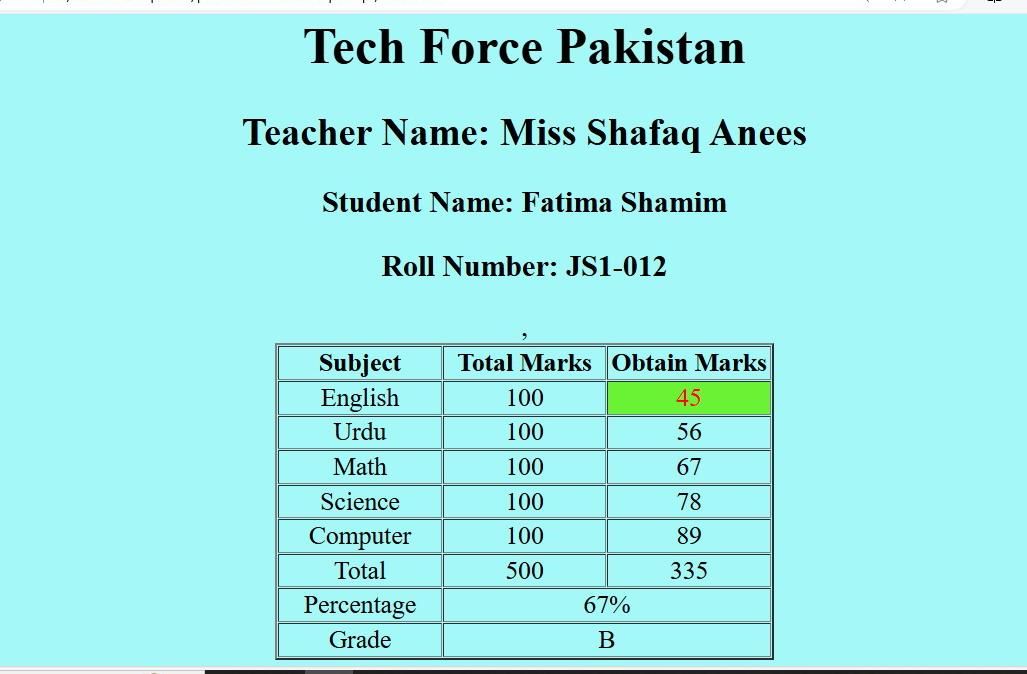 Tech Force Pakistan
Teacher Name: Miss Shafaq Anees
Student Name: Fatima Shamim
Roll Number: JS1-012
,
Subject Total Marks Obtain Marks
English 100 45
Urdu 100 56
Math 100 67
Science 100 78
Computer 100 89
Total 500 335
Percentage 67%
Grade B